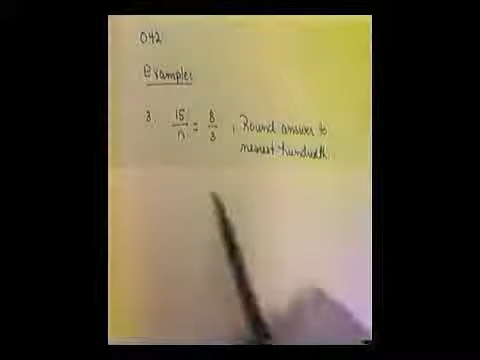 042
Examples
3. 15/n = 8/3, Round answer to
nearest hundredth.